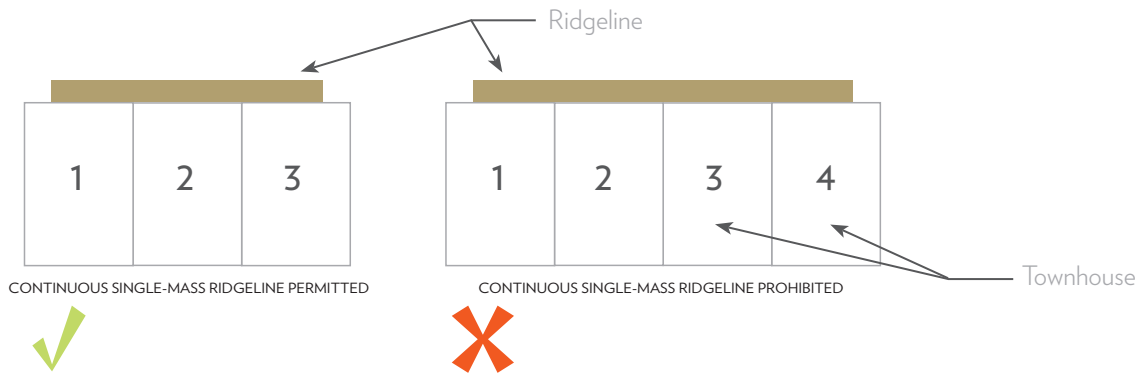 Ridgeline
1 2 3
1 2 3 4
Townhouse
CONTINUOUS SINGLE-MASS RIDGELINE PERMITTED
CONTINUOUS SINGLE-MASS RIDGELINE PROHIBITED